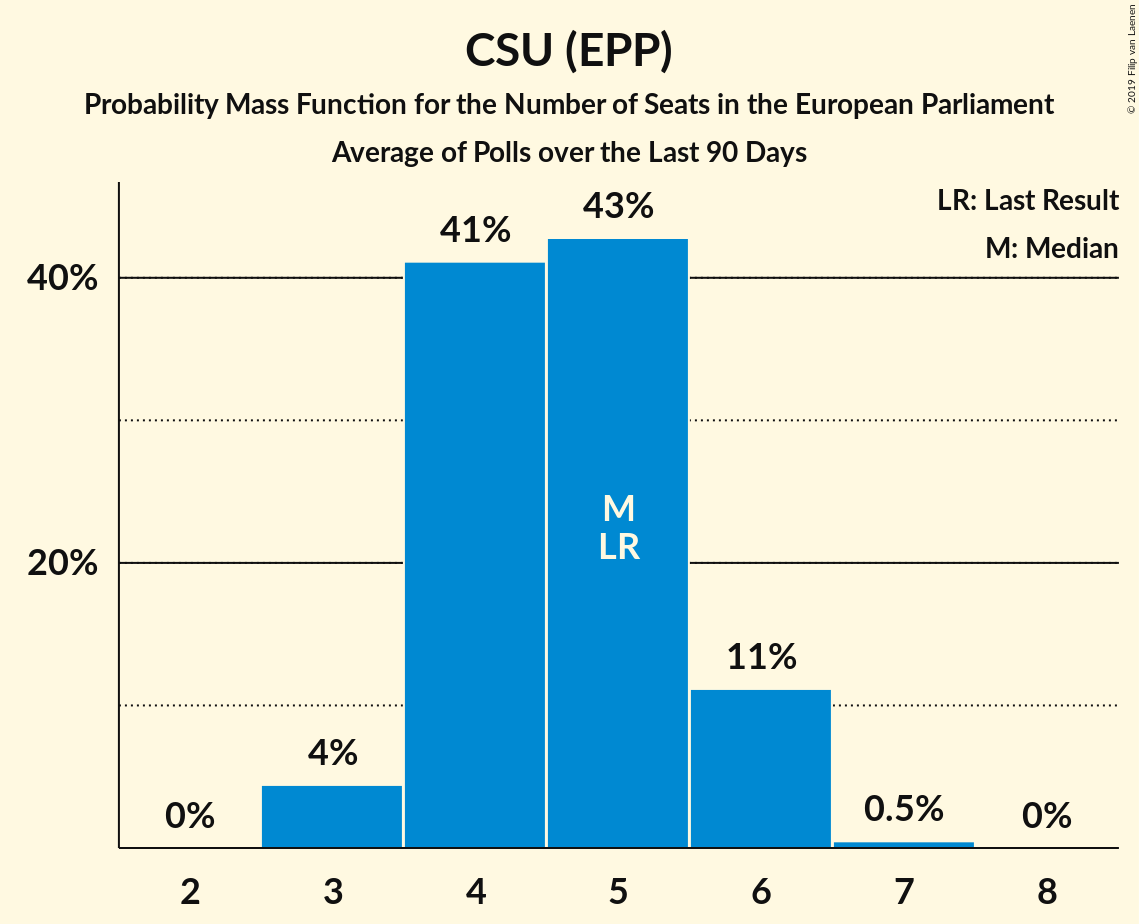 CSU (EPP)
Probability Mass Function for the Number of Seats in the European Parliament
Average of Polls over the Last 90 Days
© 2019 Filip van Laenen
LR: Last Result
M: Median
40%
20%
0%
4%
41%
43%
M
LR
11%
0.5%
0%
2 3 4 5 6 7 8